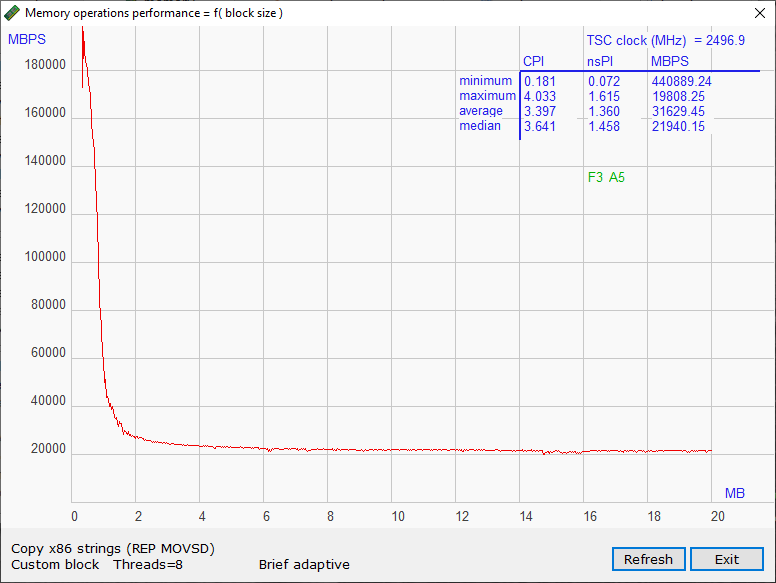 Memory operations performance = f( block size )
MBPS
TSC clock (MHz) = 2496.9
CPI nsPI MBPS
minimum 0.181 0.072 440889.24
maximum 4.033 1.615 19808.25
average 3.397 1.360 31629.45
median 3.641 1.458 21940.15
F3 A5
180000
160000
140000
120000
100000
80000
60000
40000
20000
MB
0 2 4 6 8 10 12 14 16 18 20
Copy x86 strings (REP MOVSD)
Custom block Threads=8 Brief adaptive
Refresh Exit